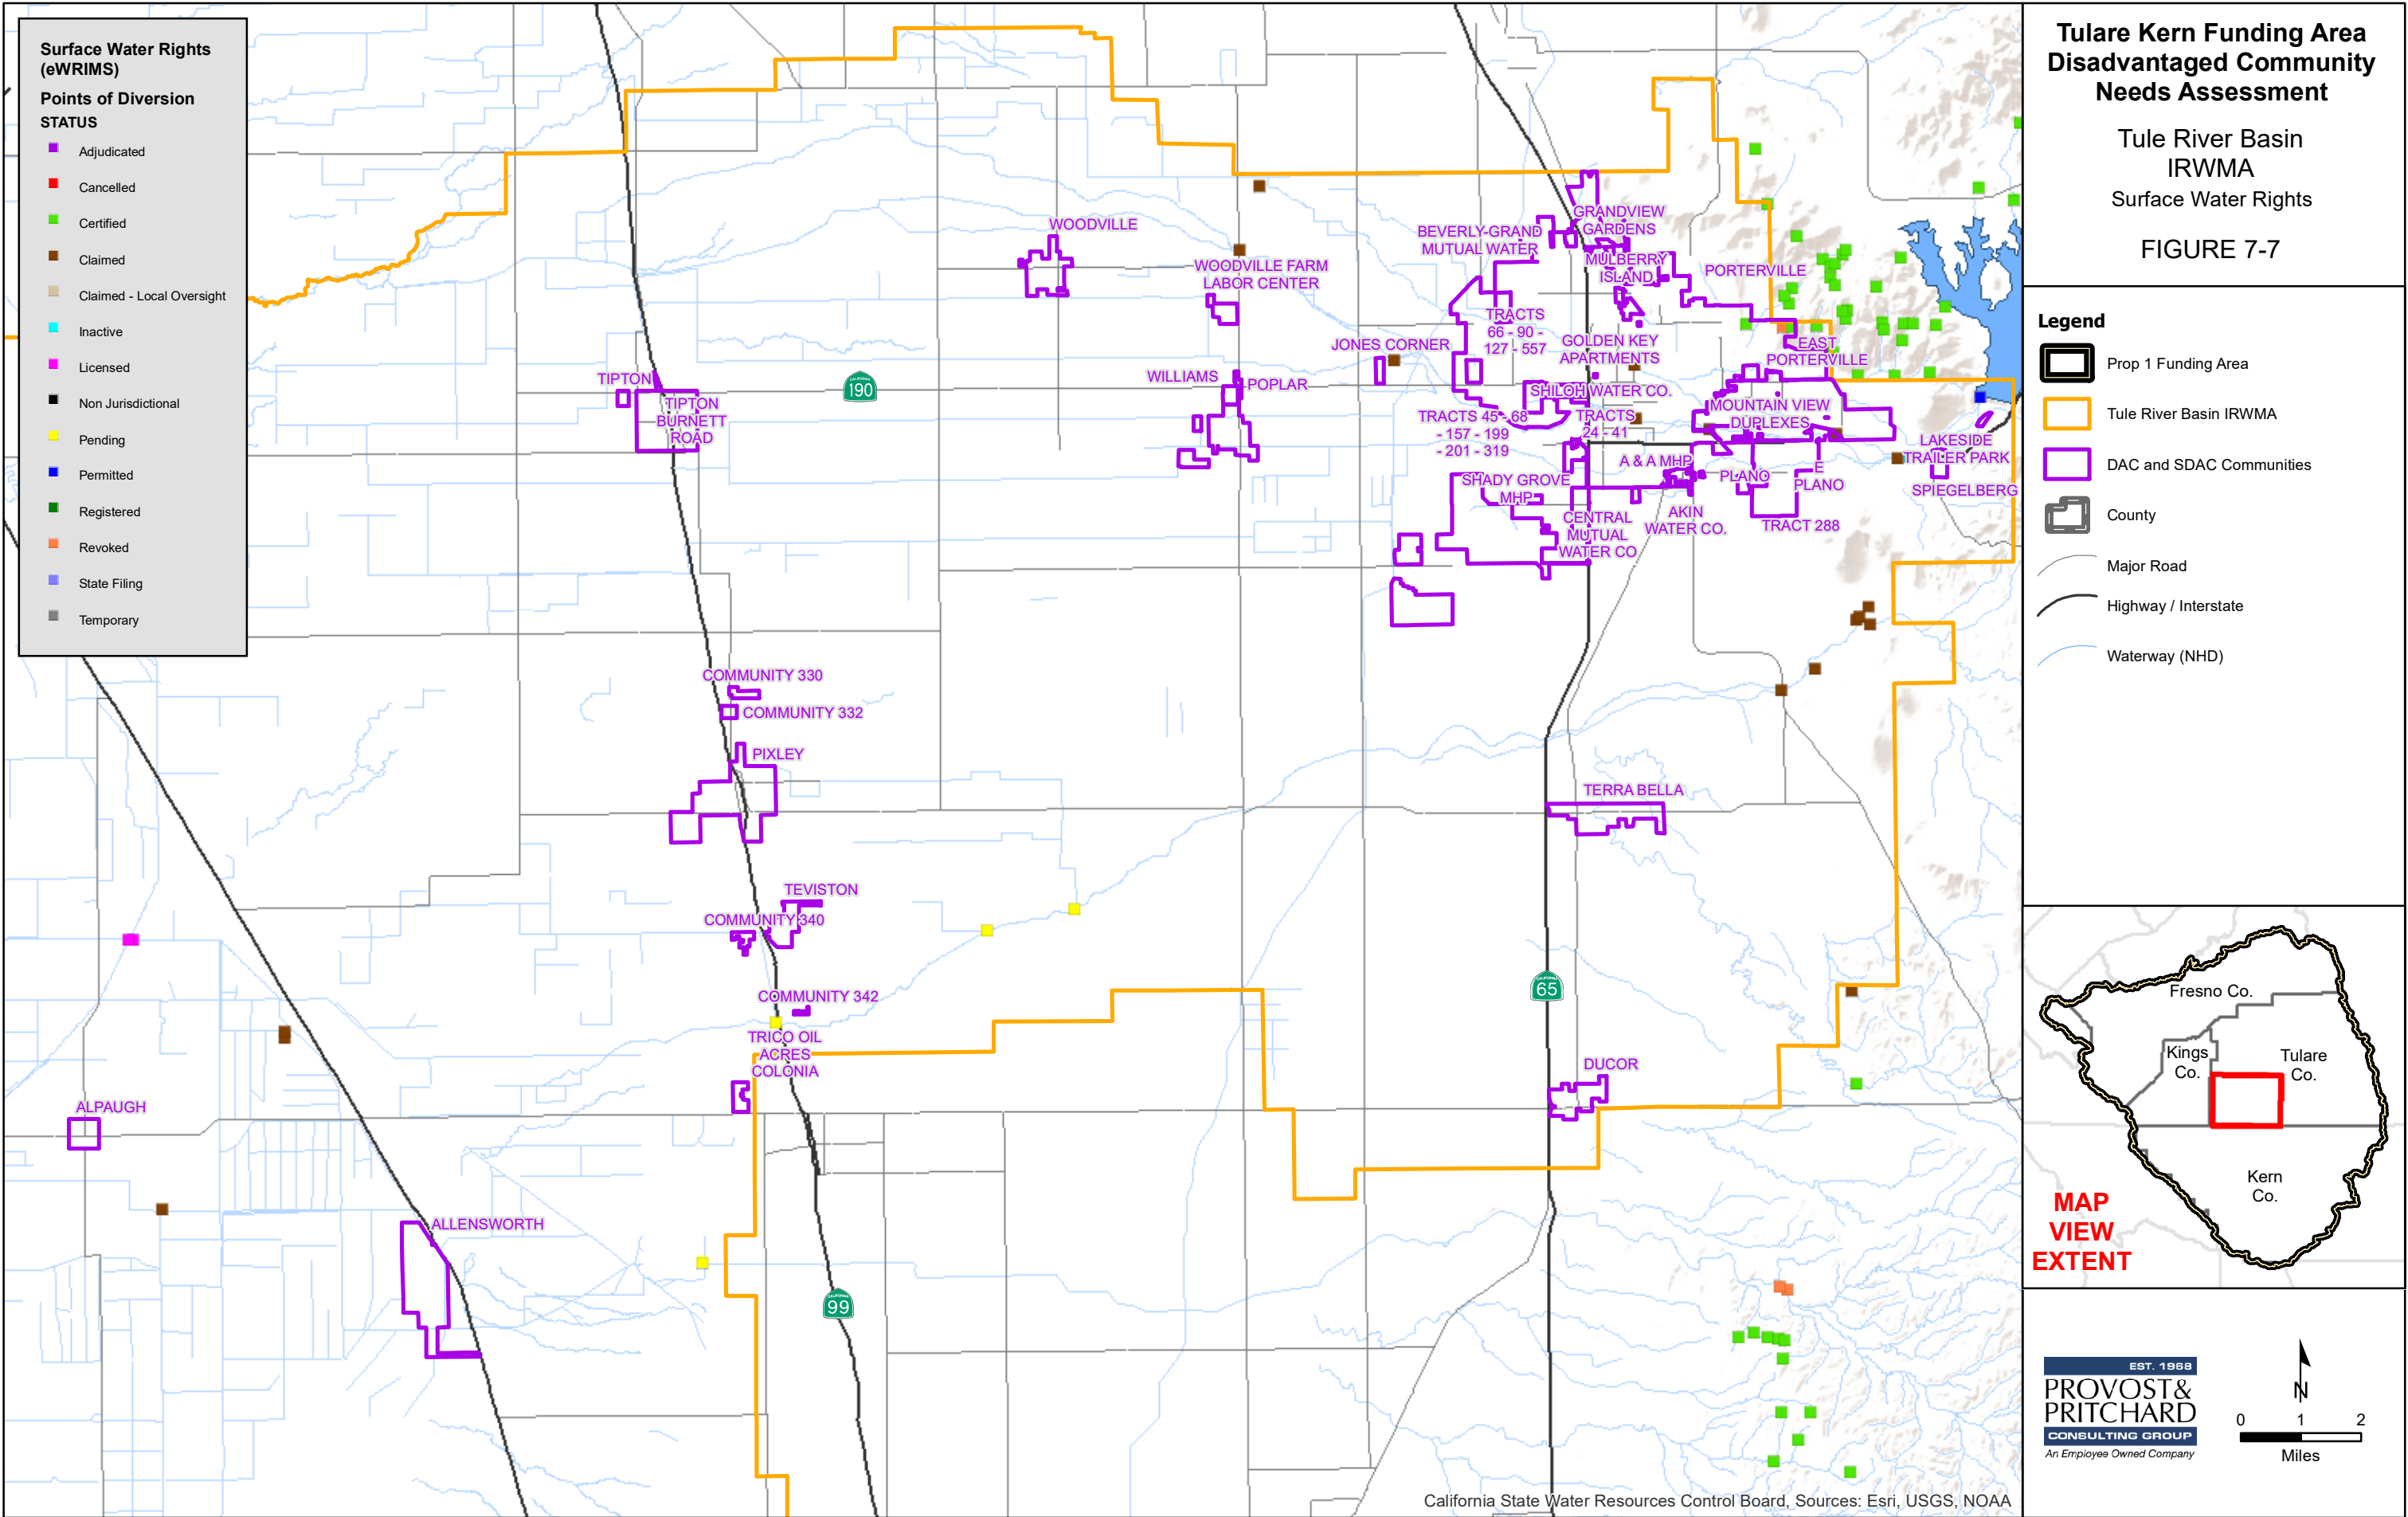 Surface Water Rights
(eWRIMS)
Points of Diversion
STATUS
Adjudicated
Cancelled
Certified
Claimed
Claimed - Local Oversight
Inactive
Licensed
Non Jurisdictional
Pending
Permitted
Registered
Revoked
State Filing
Temporary
WOODVILLE
WOODVILLE FARM
LABOR CENTER
BEVERLY-GRAND
MUTUAL WATER
GRANDVIEW
GARDENS
MULBERRY
ISLAND
PORTERVILLE
TRACTS
66 - 90 -
127 - 557
JONES CORNER
GOLDEN KEY
APARTMENTS
EAST
PORTERVILLE
TIPTON
TIPTON
BURNETT
ROAD
CALIFORNIA
190
WILLIAMS
POPLAR
SHILOH WATER CO.
TRACTS 45 - 68
- 157 - 199
- 201 - 319
TRACTS
24 - 41
MOUNTAIN VIEW
DUPLEXES
LAKESIDE
TRAILER PARK
A & A MHP
PLANO
E
PLANO
SPIEGELBERG
SHADY GROVE
MHP
CENTRAL
MUTUAL
WATER CO
AKIN
WATER CO.
TRACT 288
COMMUNITY 330
COMMUNITY 332
PIXLEY
TERRA BELLA
TEVISTON
COMMUNITY 340
COMMUNITY 342
CALIFORNIA
65
TRICO OIL
ACRES
COLONIA
DUCOR
ALPAUGH
ALLENSWORTH
CALIFORNIA
99
California State Water Resources Control Board, Sources: Esri, USGS, NOAA
Tulare Kern Funding Area
Disadvantaged Community
Needs Assessment
Tule River Basin
IRWMA
Surface Water Rights
FIGURE 7-7
Legend
Prop 1 Funding Area
Tule River Basin IRWMA
DAC and SDAC Communities
County
Major Road
Highway / Interstate
Waterway (NHD)
Fresno Co.
Kings
Co.
Tulare
Co.
Kern
Co.
MAP
VIEW
EXTENT
EST. 1968
PROVOST&
PRITCHARD
CONSULTING GROUP
An Employee Owned Company
N
0 1 2
Miles